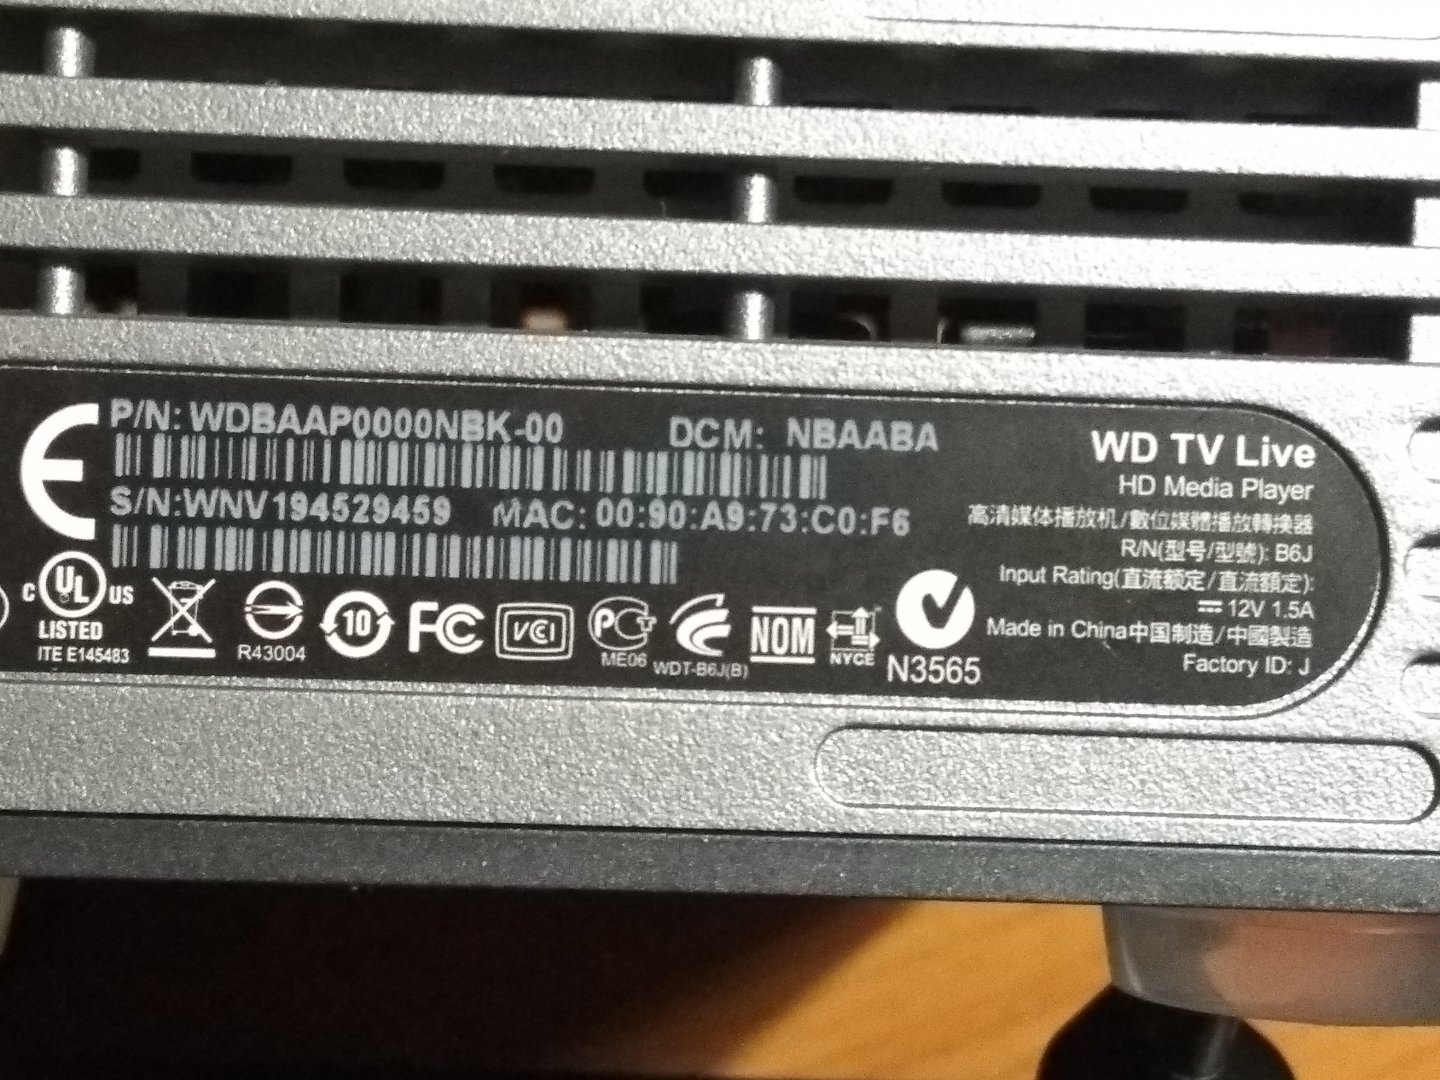 P/N: WDBAAP0000NBK-00 DCM: NBAABA
S/N:WNV194529459 MAC: 00:90:A9:73:C0:F6
C UL US
LISTED
ITE E145483
R43004
10
FC
VCI
PCT
ME06
WDT-B6J(B)
NOM
NYCE
N3565
WD TV Live
HD Media Player
高清媒体播放机/數位媒體播放轉換器
R/N(型号/型號): B6J
Input Rating(直流额定/直流額定):
12V 1.5A
Made in China中国制造/中國製造
Factory ID: J